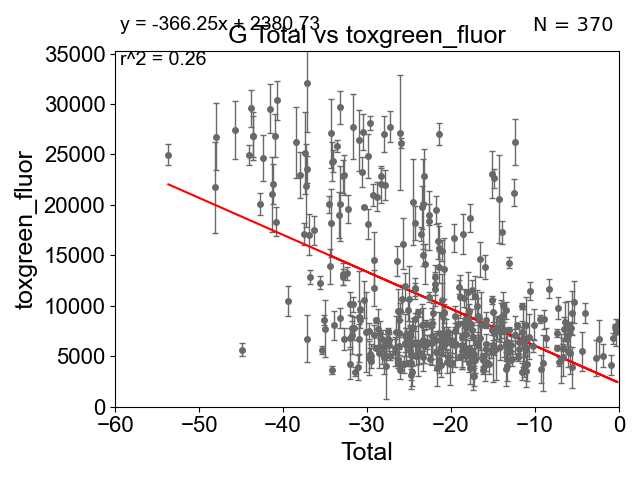 y = -366.25x + 2380.73
N = 370
G Total vs toxgreen_fluor
r^2 = 0.26
toxgreen_fluor
35000
30000
25000
20000
15000
10000
5000
0
−60
−50
−40
−30
−20
−10
0
Total